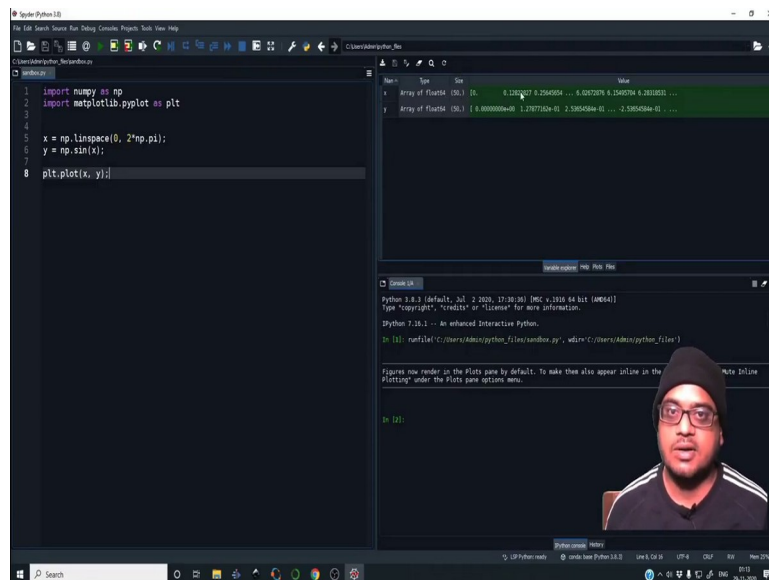 Spyder (Python 3.8)
File Edit Search Source Run Debug Consoles Projects Tools View Help
C:\Users\Admin\python_files
C:\Users\Admin\python_files\sandbox.py
sandbox.py
1 import numpy as np
2 import matplotlib.pyplot as plt
3
4
5 x = np.linspace(0, 2*np.pi);
6 y = np.sin(x);
7
8 plt.plot(x, y);
Type Size Value
x Array of float64 (50,) [0. 0.12822827 0.25645654 ... 6.02672876 6.15495704 6.28318531 ...
y Array of float64 (50,) [ 0.00000000e+00 1.27877162e-01 2.53654584e-01 ... -2.53654584e-01 ...
Variable explorer Help Plots Files
Console 1/A
Python 3.8.3 (default, Jul 2 2020, 17:30:36) [MSC v.1916 64 bit (AMD64)]
Type "copyright", "credits" or "license" for more information.
IPython 7.16.1 -- An enhanced Interactive Python.
In [1]: runfile('C:/Users/Admin/python_files/sandbox.py', wdir='C:/Users/Admin/python_files')
Figures now render in the Plots pane by default. To make them also appear inline in the "Mute Inline
Plotting" under the Plots pane options menu.
In [2]:
IPython console History
LSP Python: ready conda: base (Python 3.8.3) Line 8, Col 16 UTF-8 CRLF RW Mem 25%
Search
ENG
01:13